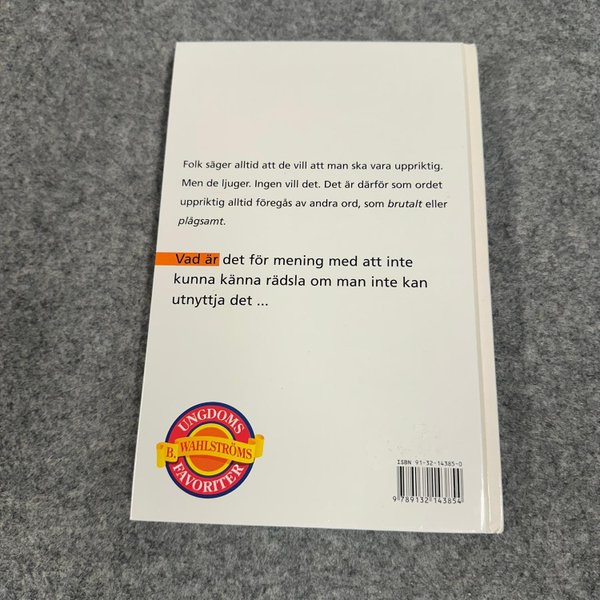 Folk säger alltid att de vill att man ska vara uppriktig.
Men de ljuger. Ingen vill det. Det är därför som ordet
uppriktig alltid föregås av andra ord, som brutalt eller
plågsamt.
Vad är det för mening med att inte
kunna känna rädsla om man inte kan
utnyttja det ...
UNGDOMS
B. WAHLSTRÖMS
FAVORITER
ISBN 91-32-14385-0
9 789132 143854